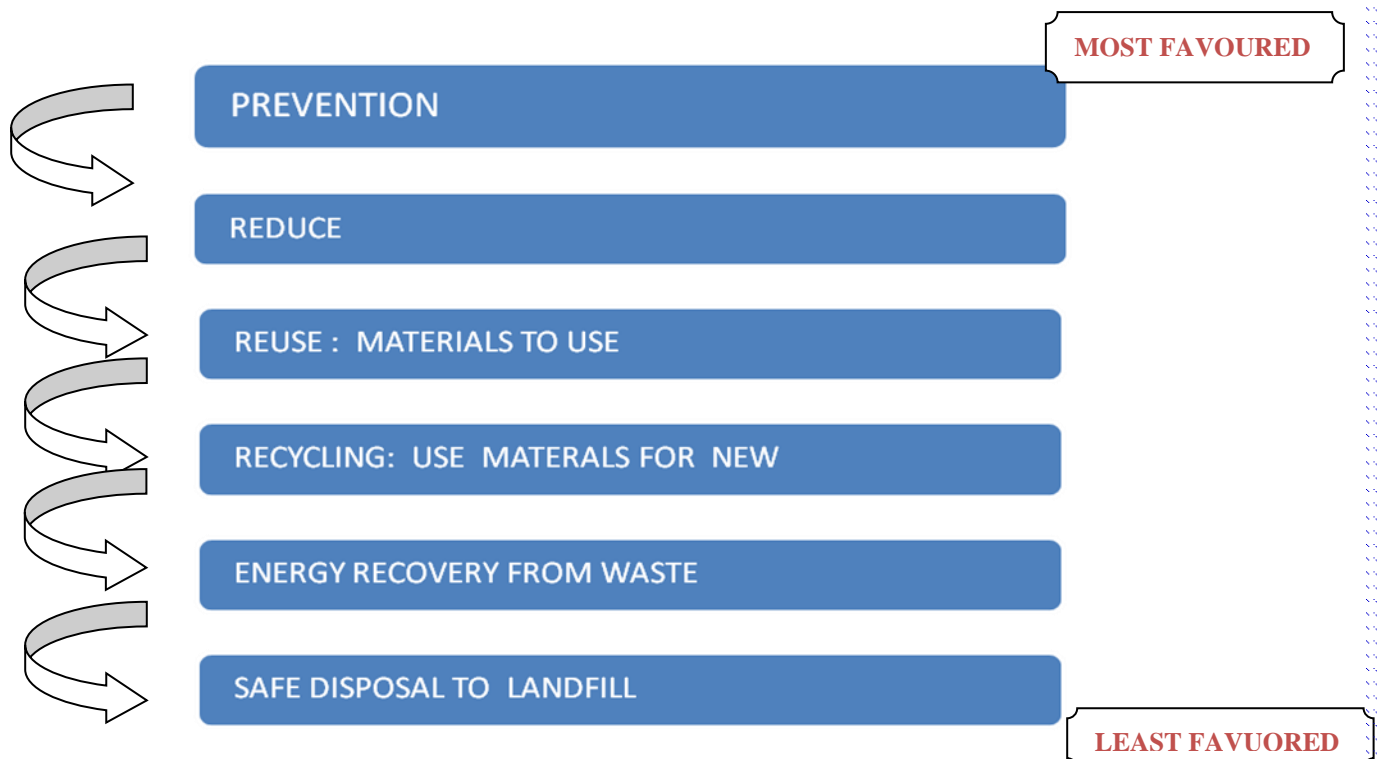 MOST FAVOURED
PREVENTION
REDUCE
REUSE : MATERIALS TO USE
RECYCLING: USE MATERALS FOR NEW
ENERGY RECOVERY FROM WASTE
SAFE DISPOSAL TO LANDFILL
LEAST FAVUORED